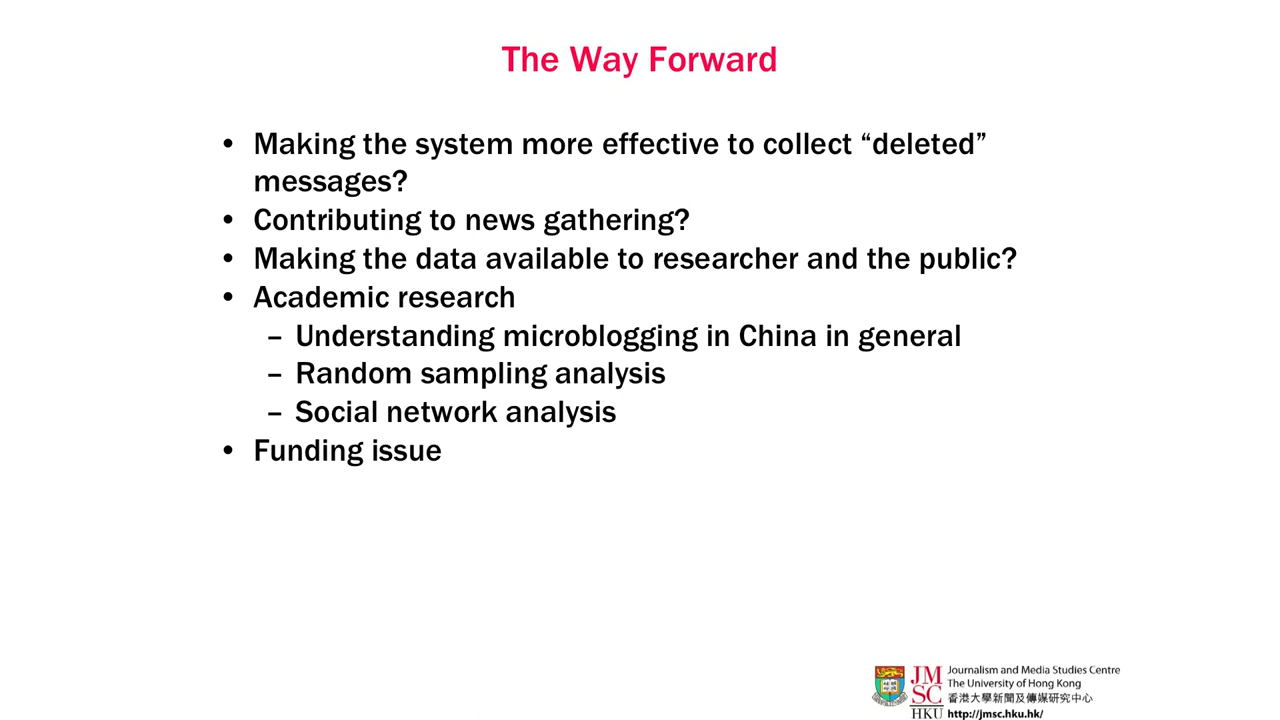 The Way Forward
• Making the system more effective to collect “deleted”
messages?
• Contributing to news gathering?
• Making the data available to researcher and the public?
• Academic research
– Understanding microblogging in China in general
– Random sampling analysis
– Social network analysis
• Funding issue
JM
SC
HKU
Journalism and Media Studies Centre
The University of Hong Kong
香港大學新聞及傳媒研究中心
http://jmsc.hku.hk/